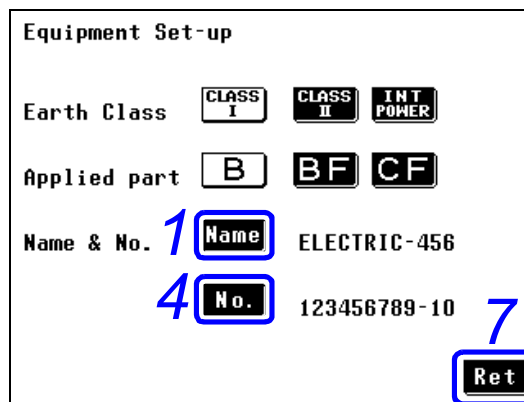 Equipment Set-up
Earth Class CLASS I CLASS II INT POWER
Applied part B BF CF
Name & No. 1 Name ELECTRIC-456
4 No. 123456789-10
7
Ret